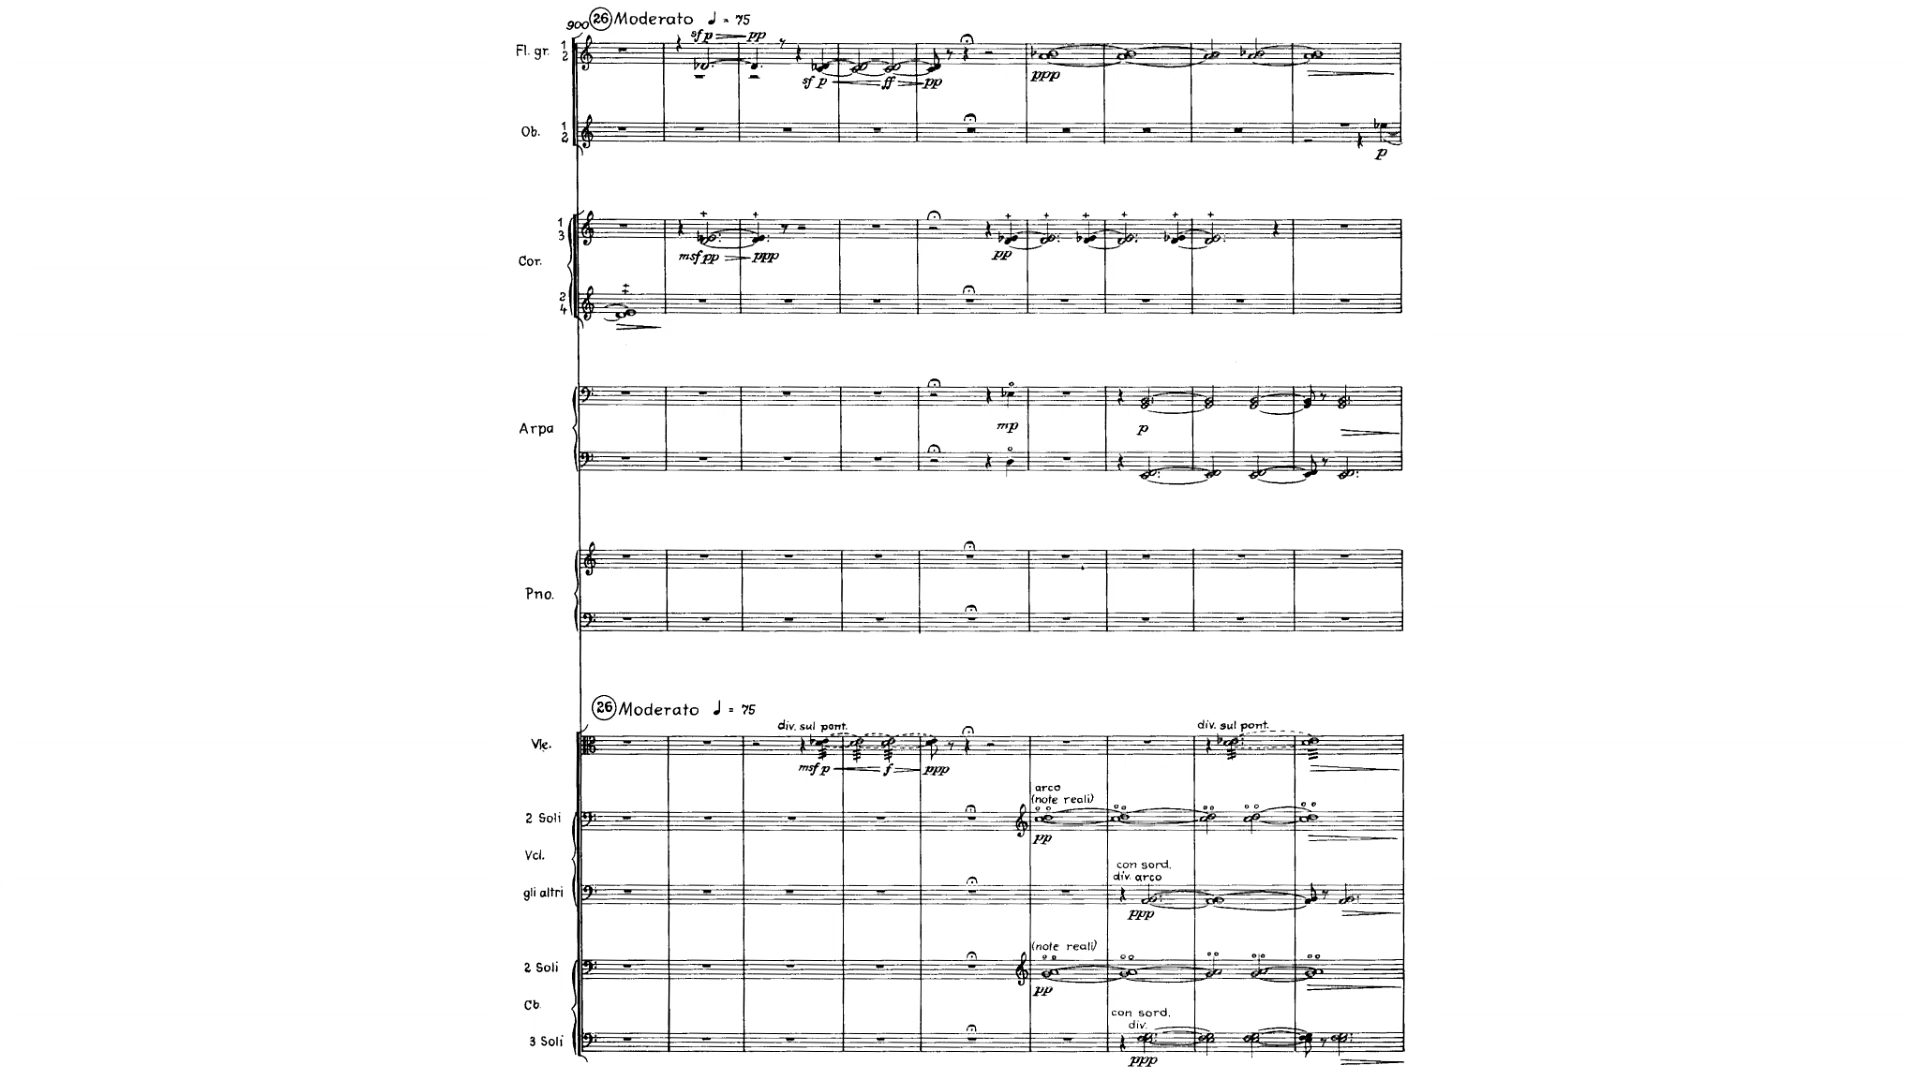 900 26 Moderato ♩ = 75
sf p pp
Fl. gr. 1 2
sf p ff pp ppp
Ob. 1 2
p
1 3
msf pp ppp pp
Cor.
2 4
mp p
Arpa
Pno.
26 Moderato ♩ = 75
div. sul pont. div. sul pont.
Vle.
msf p f ppp
arco
(note reali)
2 Soli
pp
Vcl.
con sord.
div. arco
gli altri
ppp
(note reali)
2 Soli
pp
Cb.
con sord.
div.
3 Soli
ppp